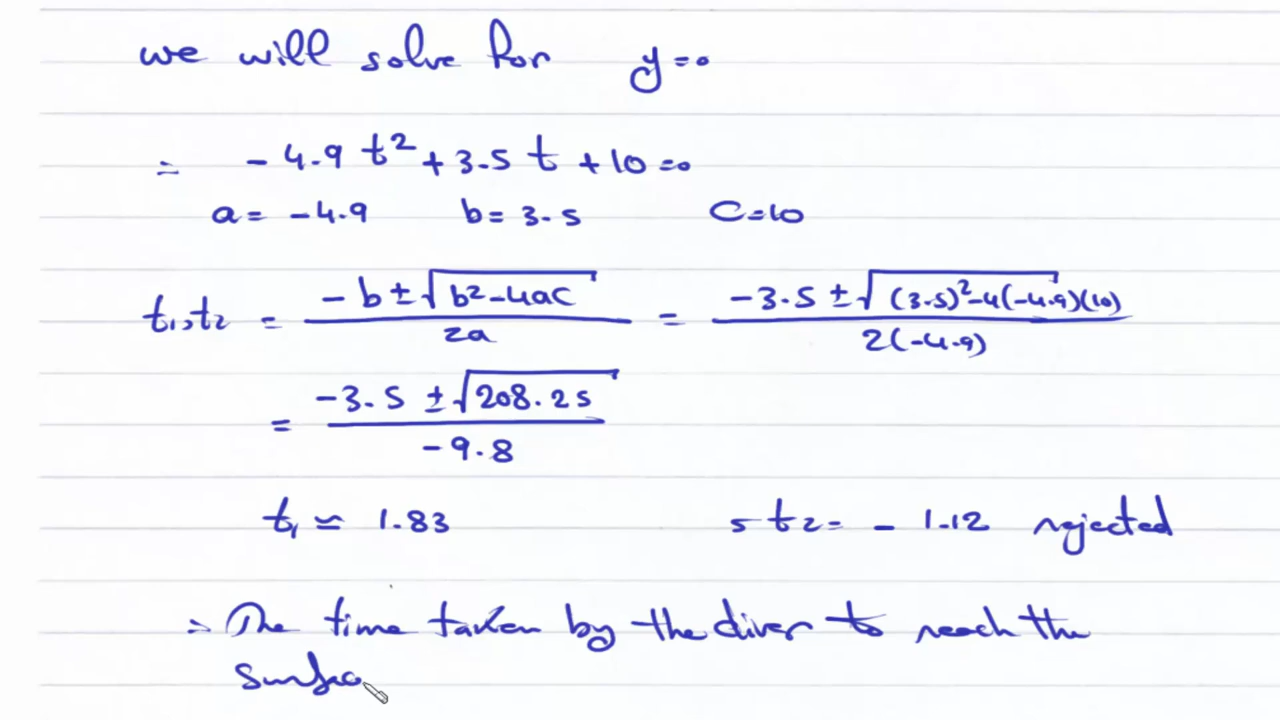 we will solve for y=0
= -4.9 t² + 3.5 t + 10 = 0
a = -4.9 b = 3.5 C = 10
t₁, t₂ = (-b ± √(b² - 4ac)) / 2a = (-3.5 ± √((3.5)² - 4(-4.9)(10))) / 2(-4.9)
= (-3.5 ± √208.25) / -9.8
t₁ ≃ 1.83 , t₂ = -1.12 rejected
∴ The time taken by the diver to reach the
surfac